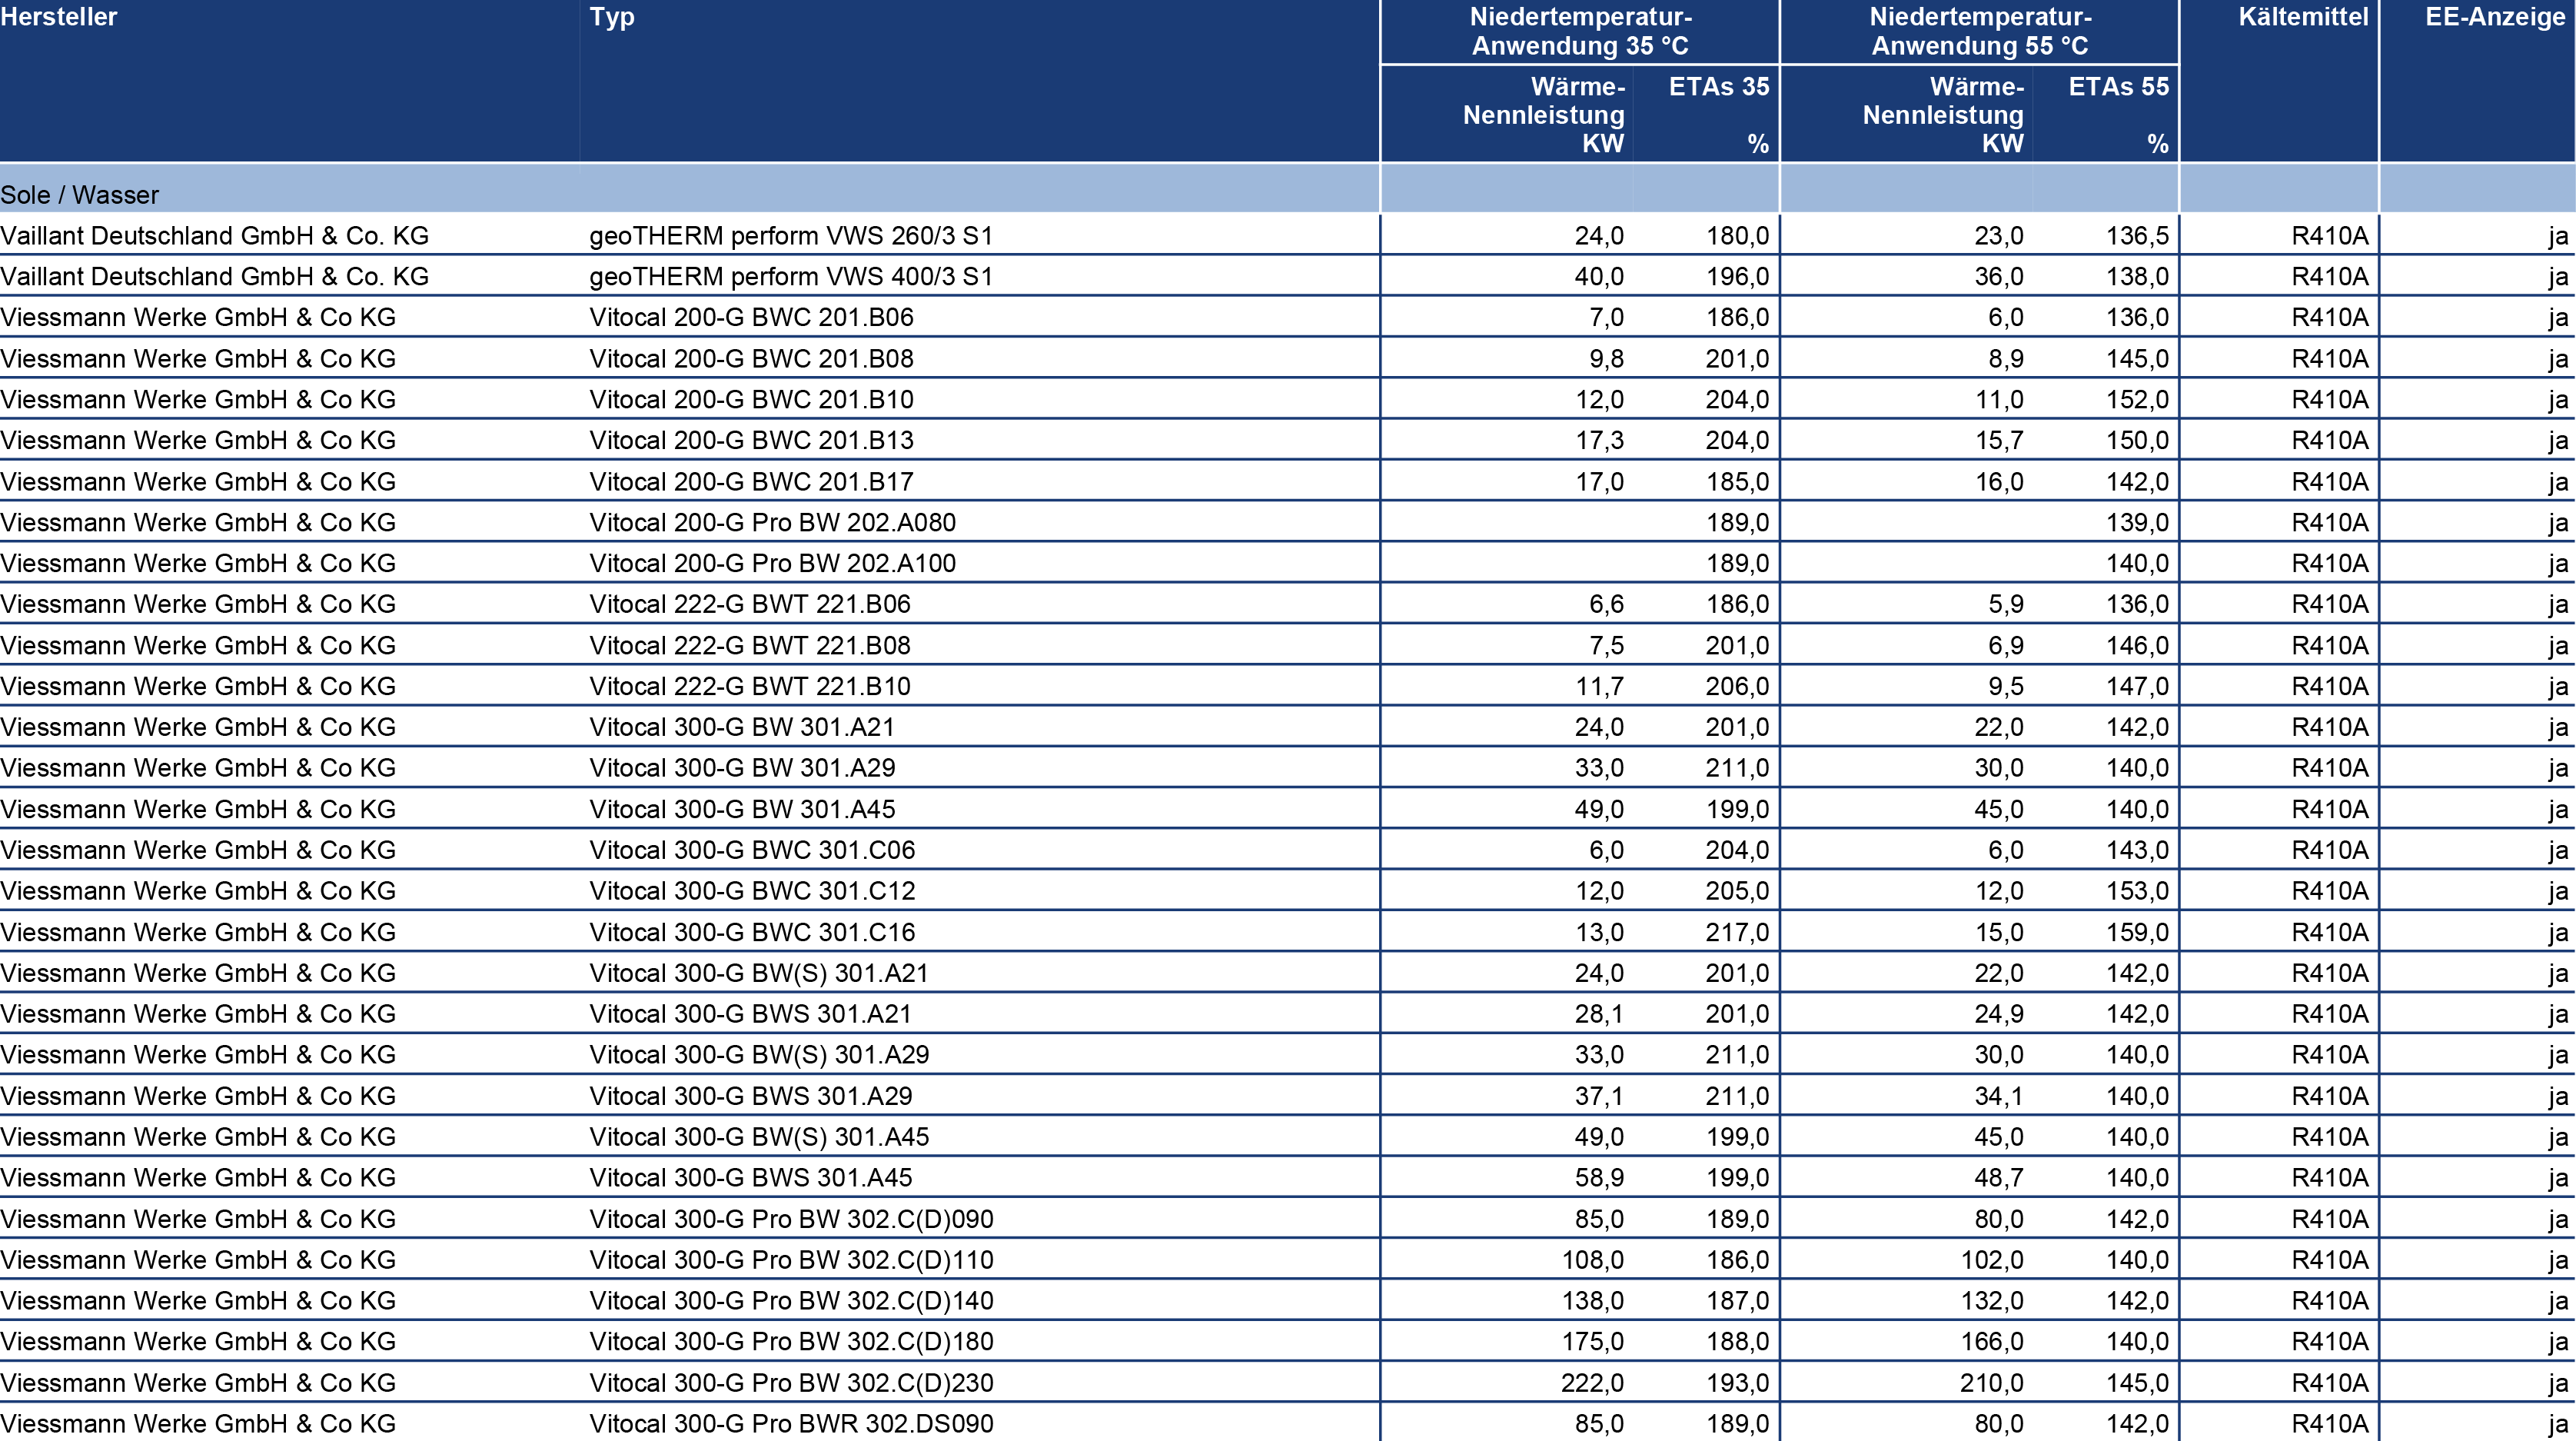 Hersteller Typ Niedertemperatur- Niedertemperatur- Kältemittel EE-Anzeige
Anwendung 35 °C Anwendung 55 °C
Wärme- ETAs 35 Wärme- ETAs 55
Nennleistung Nennleistung
KW % KW %
Sole / Wasser
Vaillant Deutschland GmbH & Co. KG geoTHERM perform VWS 260/3 S1 24,0 180,0 23,0 136,5 R410A ja
Vaillant Deutschland GmbH & Co. KG geoTHERM perform VWS 400/3 S1 40,0 196,0 36,0 138,0 R410A ja
Viessmann Werke GmbH & Co KG Vitocal 200-G BWC 201.B06 7,0 186,0 6,0 136,0 R410A ja
Viessmann Werke GmbH & Co KG Vitocal 200-G BWC 201.B08 9,8 201,0 8,9 145,0 R410A ja
Viessmann Werke GmbH & Co KG Vitocal 200-G BWC 201.B10 12,0 204,0 11,0 152,0 R410A ja
Viessmann Werke GmbH & Co KG Vitocal 200-G BWC 201.B13 17,3 204,0 15,7 150,0 R410A ja
Viessmann Werke GmbH & Co KG Vitocal 200-G BWC 201.B17 17,0 185,0 16,0 142,0 R410A ja
Viessmann Werke GmbH & Co KG Vitocal 200-G Pro BW 202.A080 189,0 139,0 R410A ja
Viessmann Werke GmbH & Co KG Vitocal 200-G Pro BW 202.A100 189,0 140,0 R410A ja
Viessmann Werke GmbH & Co KG Vitocal 222-G BWT 221.B06 6,6 186,0 5,9 136,0 R410A ja
Viessmann Werke GmbH & Co KG Vitocal 222-G BWT 221.B08 7,5 201,0 6,9 146,0 R410A ja
Viessmann Werke GmbH & Co KG Vitocal 222-G BWT 221.B10 11,7 206,0 9,5 147,0 R410A ja
Viessmann Werke GmbH & Co KG Vitocal 300-G BW 301.A21 24,0 201,0 22,0 142,0 R410A ja
Viessmann Werke GmbH & Co KG Vitocal 300-G BW 301.A29 33,0 211,0 30,0 140,0 R410A ja
Viessmann Werke GmbH & Co KG Vitocal 300-G BW 301.A45 49,0 199,0 45,0 140,0 R410A ja
Viessmann Werke GmbH & Co KG Vitocal 300-G BWC 301.C06 6,0 204,0 6,0 143,0 R410A ja
Viessmann Werke GmbH & Co KG Vitocal 300-G BWC 301.C12 12,0 205,0 12,0 153,0 R410A ja
Viessmann Werke GmbH & Co KG Vitocal 300-G BWC 301.C16 13,0 217,0 15,0 159,0 R410A ja
Viessmann Werke GmbH & Co KG Vitocal 300-G BW(S) 301.A21 24,0 201,0 22,0 142,0 R410A ja
Viessmann Werke GmbH & Co KG Vitocal 300-G BWS 301.A21 28,1 201,0 24,9 142,0 R410A ja
Viessmann Werke GmbH & Co KG Vitocal 300-G BW(S) 301.A29 33,0 211,0 30,0 140,0 R410A ja
Viessmann Werke GmbH & Co KG Vitocal 300-G BWS 301.A29 37,1 211,0 34,1 140,0 R410A ja
Viessmann Werke GmbH & Co KG Vitocal 300-G BW(S) 301.A45 49,0 199,0 45,0 140,0 R410A ja
Viessmann Werke GmbH & Co KG Vitocal 300-G BWS 301.A45 58,9 199,0 48,7 140,0 R410A ja
Viessmann Werke GmbH & Co KG Vitocal 300-G Pro BW 302.C(D)090 85,0 189,0 80,0 142,0 R410A ja
Viessmann Werke GmbH & Co KG Vitocal 300-G Pro BW 302.C(D)110 108,0 186,0 102,0 140,0 R410A ja
Viessmann Werke GmbH & Co KG Vitocal 300-G Pro BW 302.C(D)140 138,0 187,0 132,0 142,0 R410A ja
Viessmann Werke GmbH & Co KG Vitocal 300-G Pro BW 302.C(D)180 175,0 188,0 166,0 140,0 R410A ja
Viessmann Werke GmbH & Co KG Vitocal 300-G Pro BW 302.C(D)230 222,0 193,0 210,0 145,0 R410A ja
Viessmann Werke GmbH & Co KG Vitocal 300-G Pro BWR 302.DS090 85,0 189,0 80,0 142,0 R410A ja